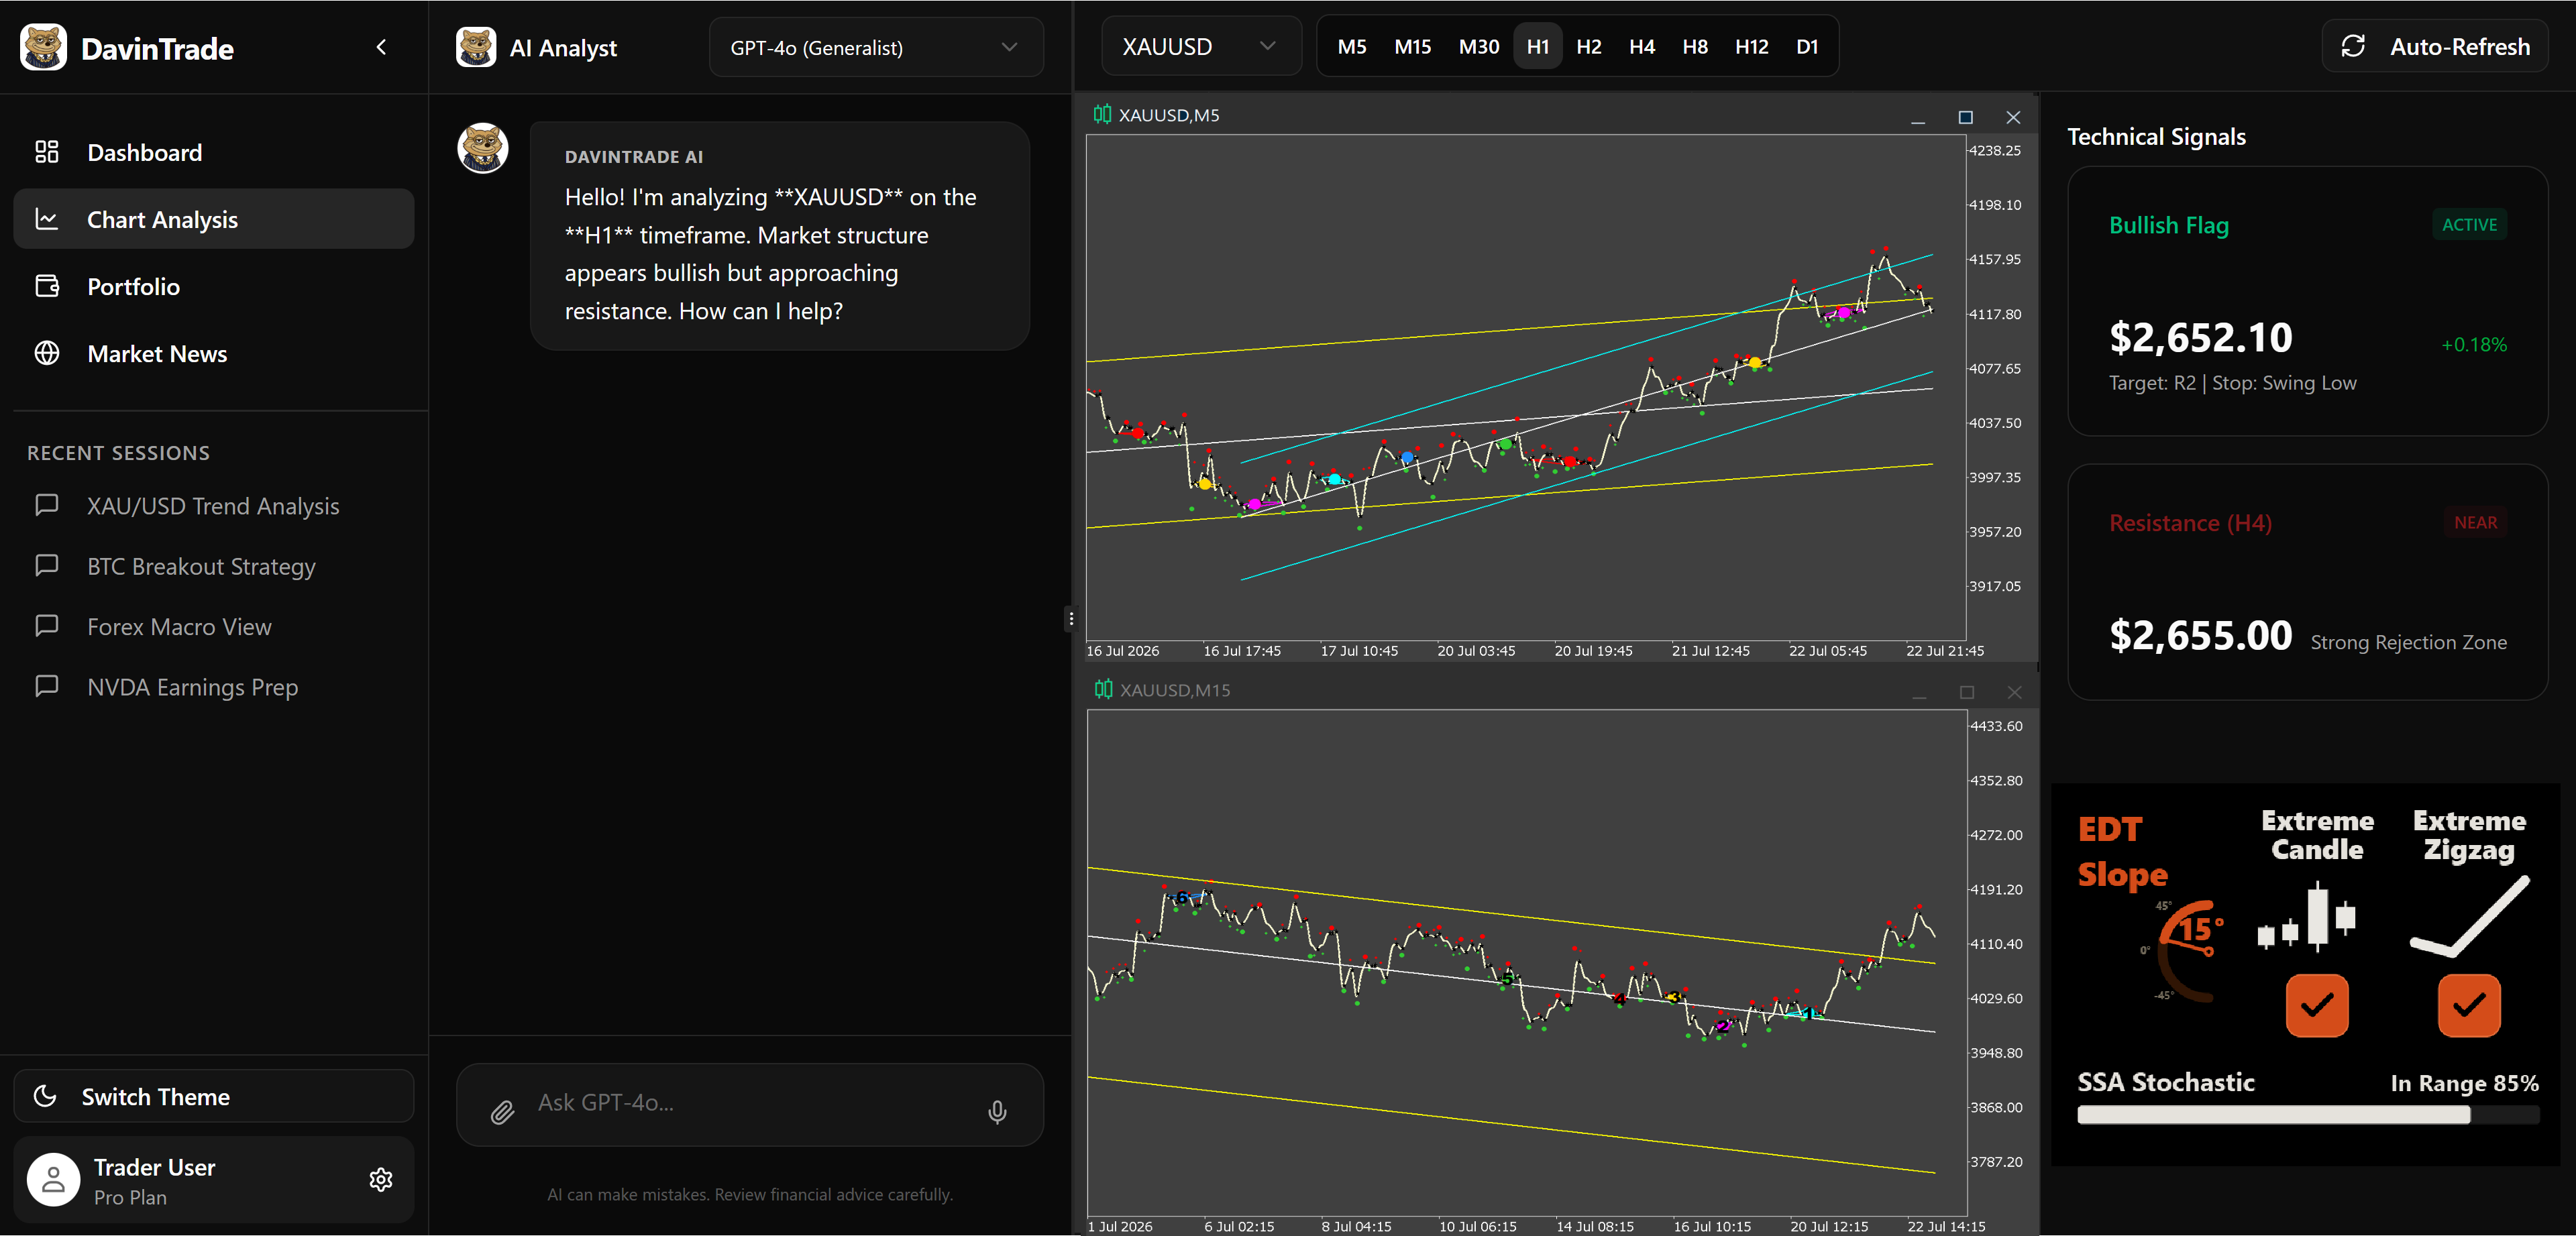 DavinTrade
Dashboard
Chart Analysis
Portfolio
Market News
RECENT SESSIONS
XAU/USD Trend Analysis
BTC Breakout Strategy
Forex Macro View
NVDA Earnings Prep
Switch Theme
Trader User
Pro Plan
AI Analyst
GPT-4o (Generalist)
DAVINTRADE AI
Hello! I'm analyzing **XAUUSD** on the
**H1** timeframe. Market structure
appears bullish but approaching
resistance. How can I help?
Ask GPT-4o...
AI can make mistakes. Review financial advice carefully.
XAUUSD
M5 M15 M30 H1 H2 H4 H8 H12 D1
Auto-Refresh
XAUUSD,M5
4238.25
4198.10
4157.95
4117.80
4077.65
4037.50
3997.35
3957.20
3917.05
16 Jul 2026 16 Jul 17:45 17 Jul 10:45 20 Jul 03:45 20 Jul 19:45 21 Jul 12:45 22 Jul 05:45 22 Jul 21:45
XAUUSD,M15
4433.60
4352.80
4272.00
4191.20
4110.40
4029.60
3948.80
3868.00
3787.20
6 5 4 3 2 1
1 Jul 2026 6 Jul 02:15 8 Jul 04:15 10 Jul 06:15 14 Jul 08:15 16 Jul 10:15 20 Jul 12:15 22 Jul 14:15
Technical Signals
Bullish Flag ACTIVE
$2,652.10 +0.18%
Target: R2 | Stop: Swing Low
Resistance (H4) NEAR
$2,655.00 Strong Rejection Zone
EDT
Slope
45°
15°
0°
-45°
Extreme
Candle
Extreme
Zigzag
SSA Stochastic In Range 85%